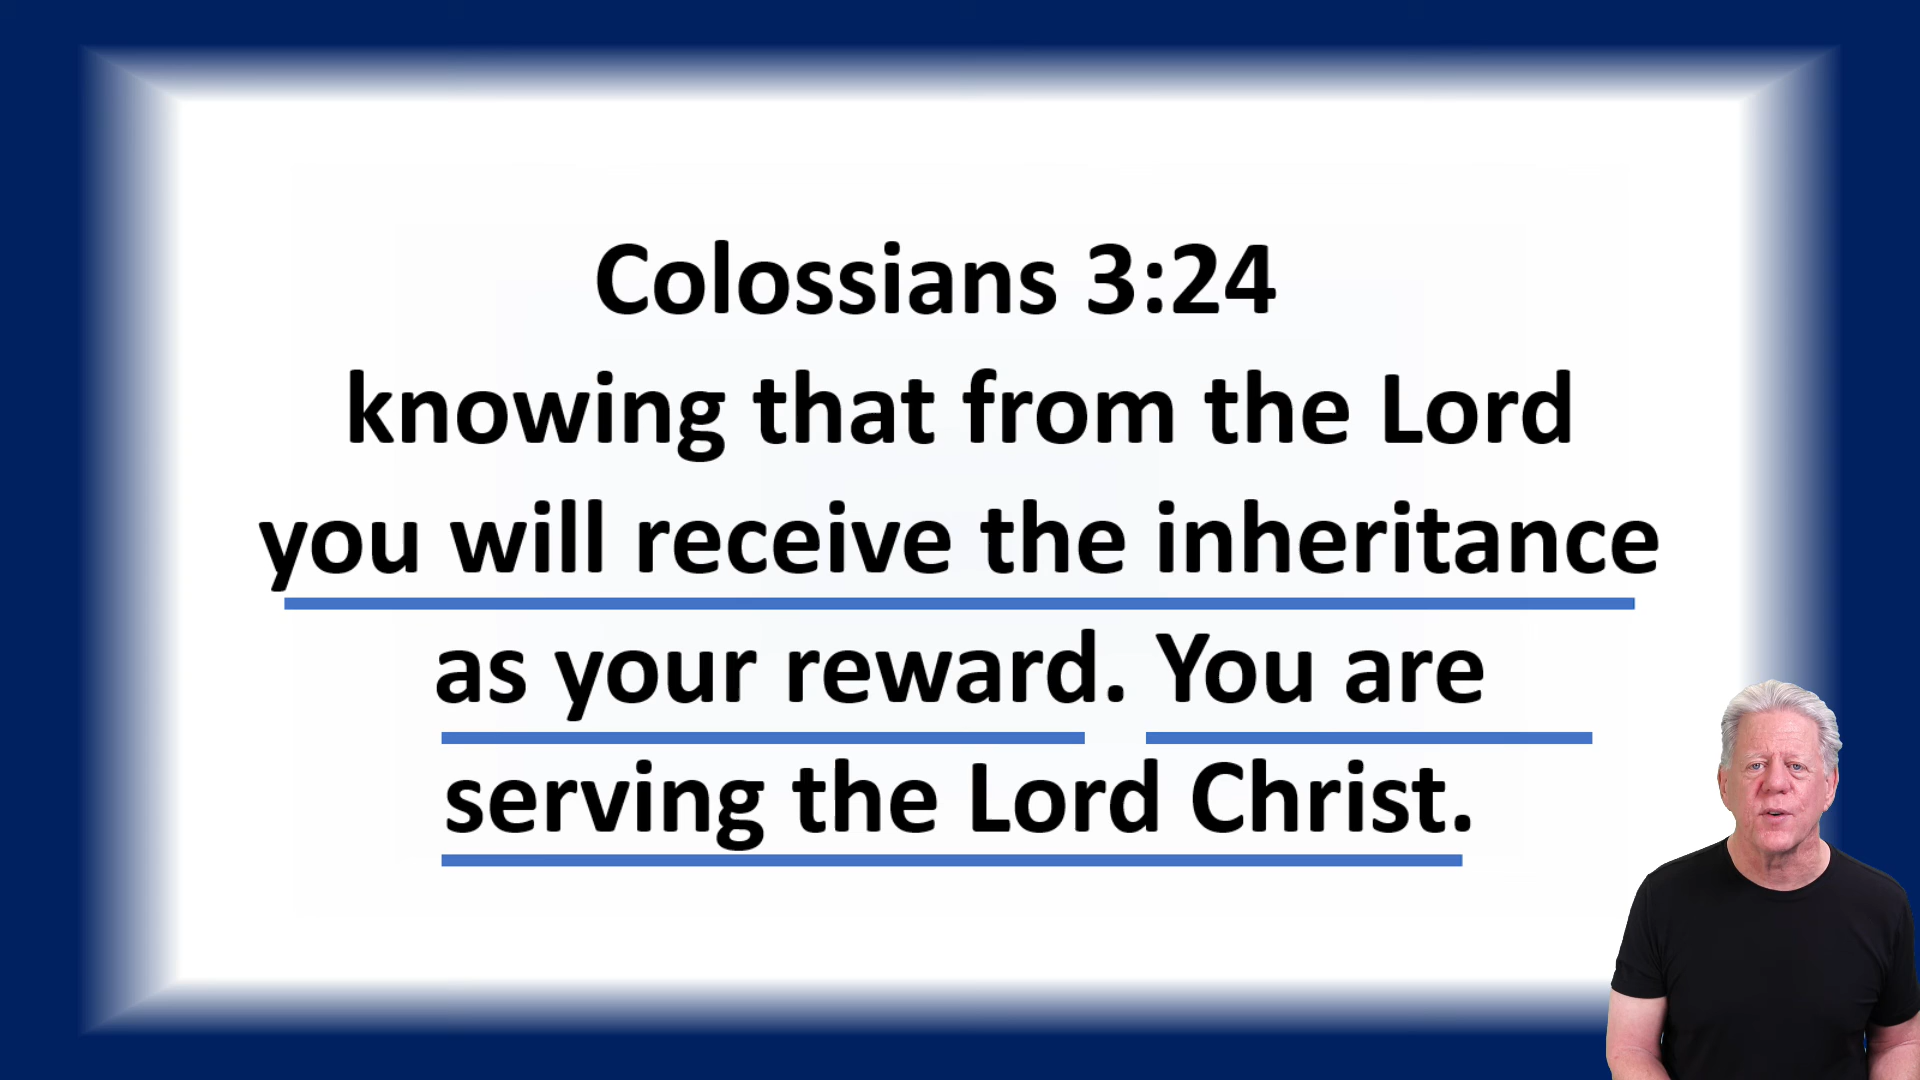 Colossians 3:24
knowing that from the Lord
you will receive the inheritance
as your reward. You are
serving the Lord Christ.